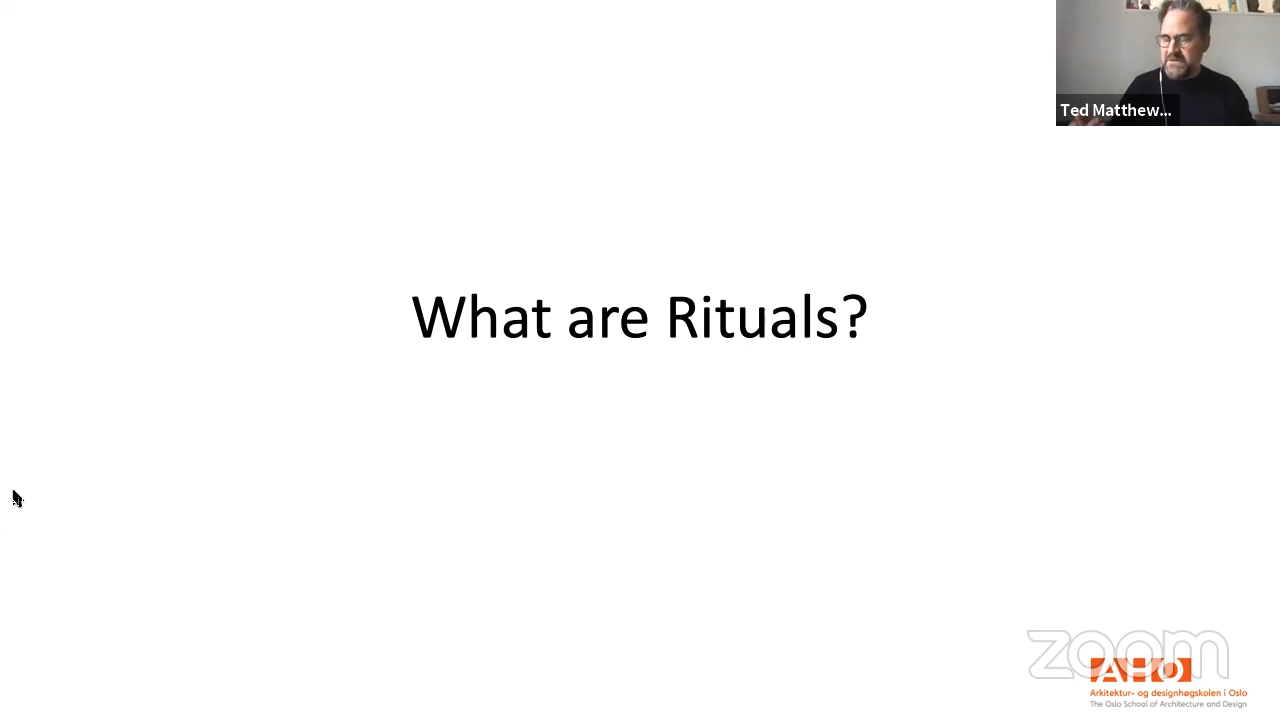 Ted Matthew...
What are Rituals?
zoom
AHO
Arkitektur- og designhøgskolen i Oslo
The Oslo School of Architecture and Design